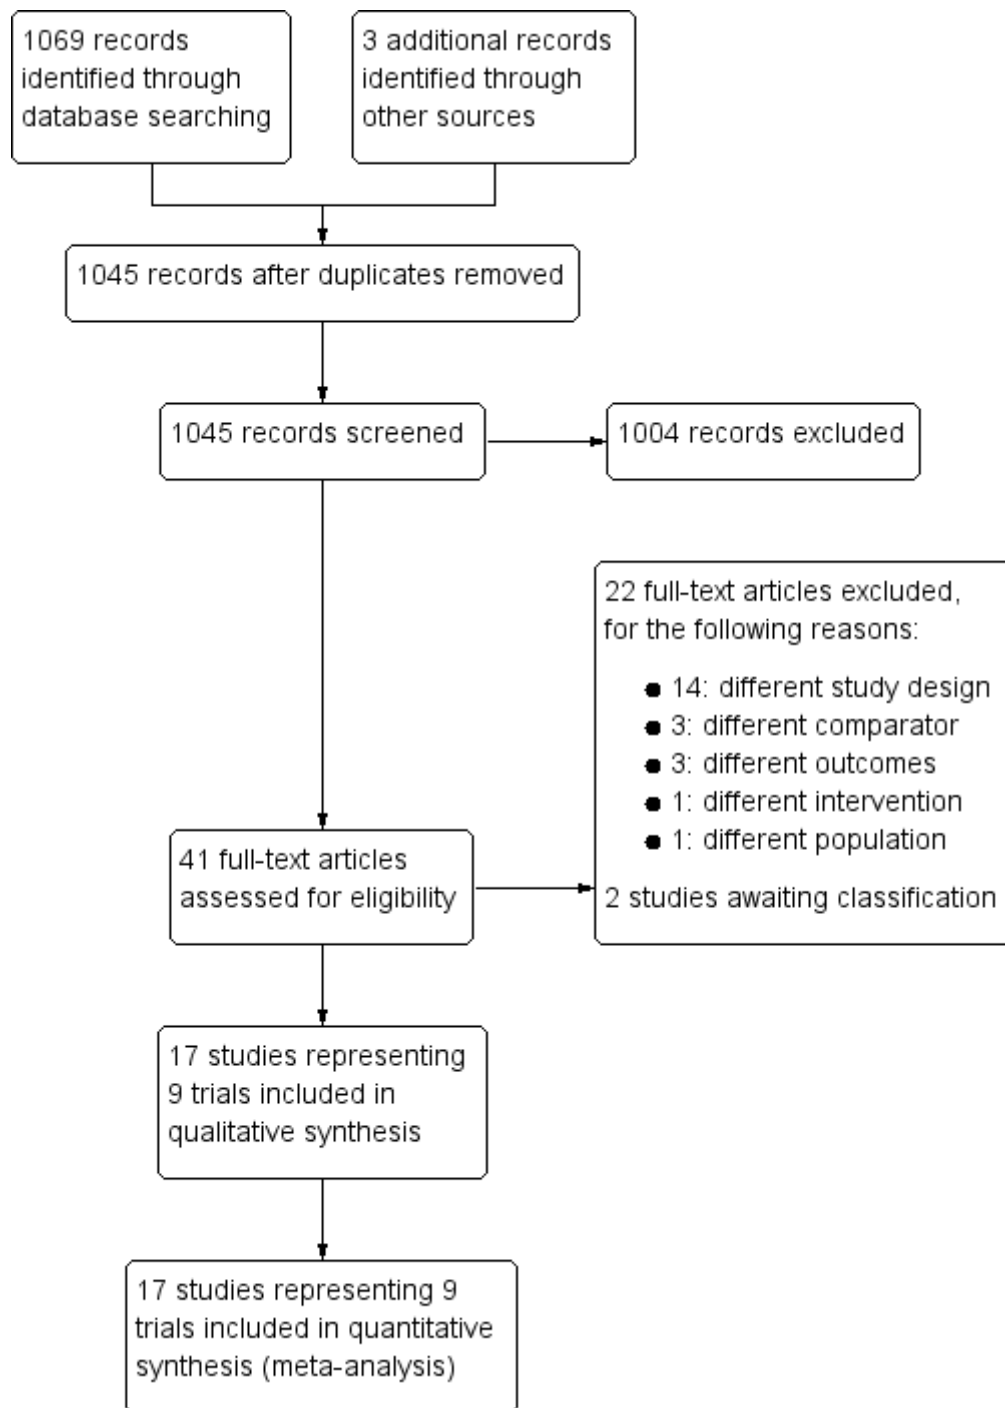 1069 records
identified through
database searching
3 additional records
identified through
other sources
1045 records after duplicates removed
1045 records screened
1004 records excluded
22 full-text articles excluded,
for the following reasons:
● 14: different study design
● 3: different comparator
● 3: different outcomes
● 1: different intervention
● 1: different population
2 studies awaiting classification
41 full-text articles
assessed for eligibility
17 studies representing
9 trials included in
qualitative synthesis
17 studies representing 9
trials included in quantitative
synthesis (meta-analysis)